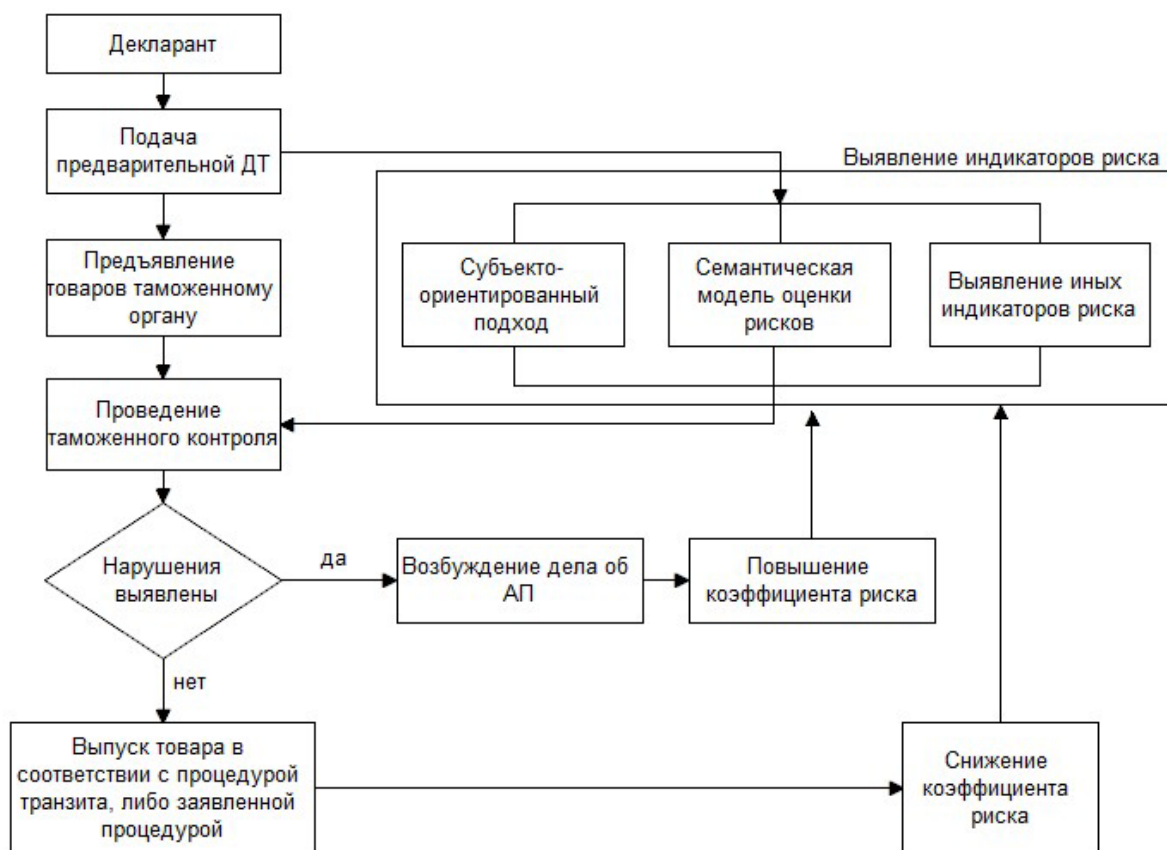 Декларант
Подача
предварительной ДТ
Выявление индикаторов риска
Предъявление
товаров таможенному
органу
Субъекто-
ориентированный
подход
Семантическая
модель оценки
рисков
Выявление иных
индикаторов риска
Проведение
таможенного контроля
Нарушения
выявлены
да
Возбуждение дела об
АП
Повышение
коэффициента риска
нет
Выпуск товара в
соответствии с процедурой
транзита, либо заявленной
процедурой
Снижение
коэффициента
риска